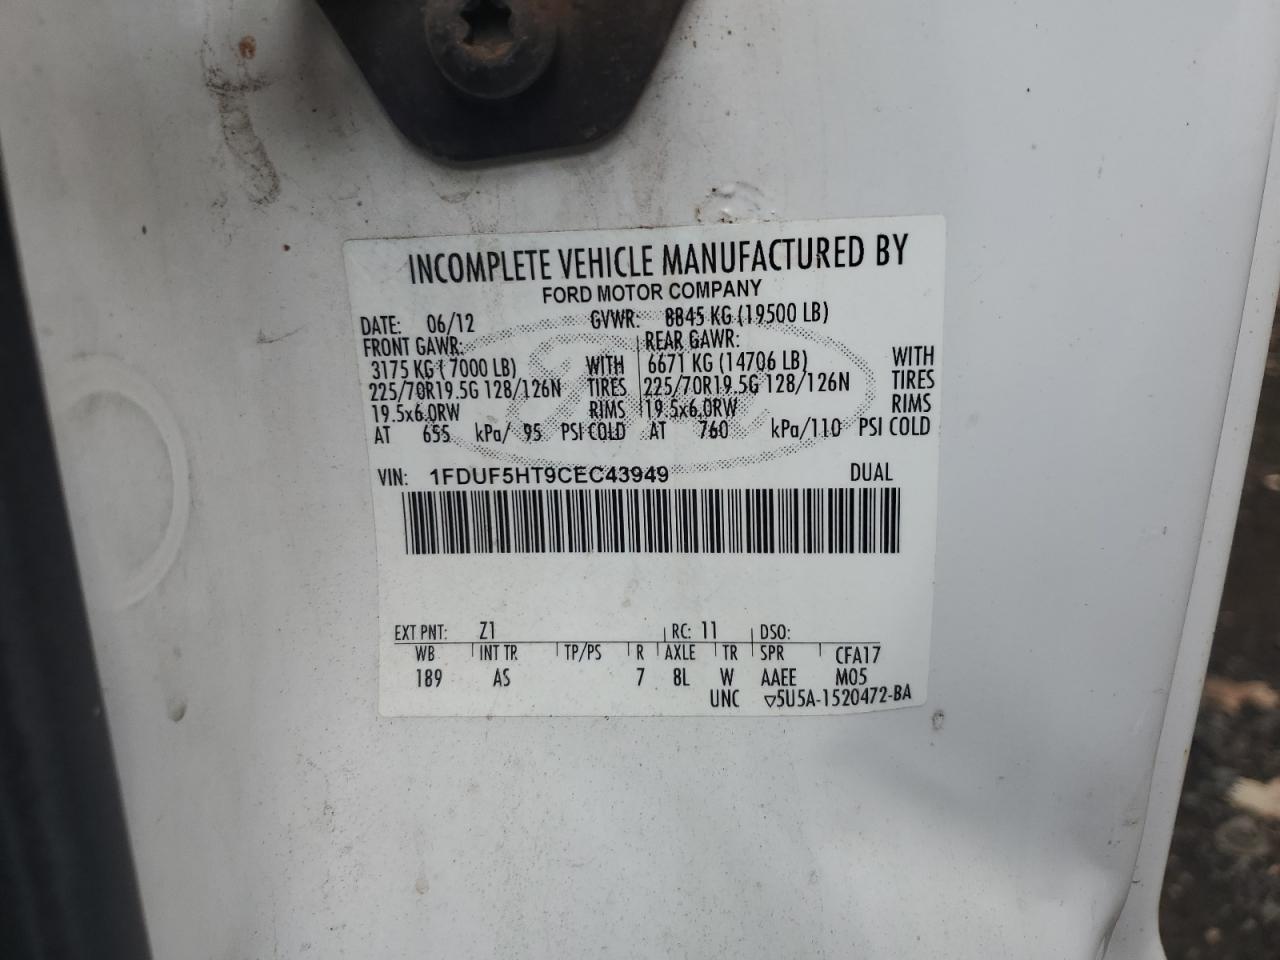 INCOMPLETE VEHICLE MANUFACTURED BY
FORD MOTOR COMPANY
DATE: 06/12 GVWR: 8845 KG (19500 LB)
FRONT GAWR: REAR GAWR:
3175 KG (7000 LB) WITH 6671 KG (14706 LB) WITH
225/70R19.5G 128/126N TIRES 225/70R19.5G 128/126N TIRES
19.5x6.0RW RIMS 19.5x6.0RW RIMS
AT 655 kPa/ 95 PSI COLD AT 760 kPa/110 PSI COLD
VIN: 1FDUF5HT9CEC43949 DUAL
EXT PNT: Z1 RC: 11 DSO:
WB INT TR TP/PS R AXLE TR SPR CFA17
189 AS 7 8L W AAEE M05
UNC ▽5U5A-1520472-BA